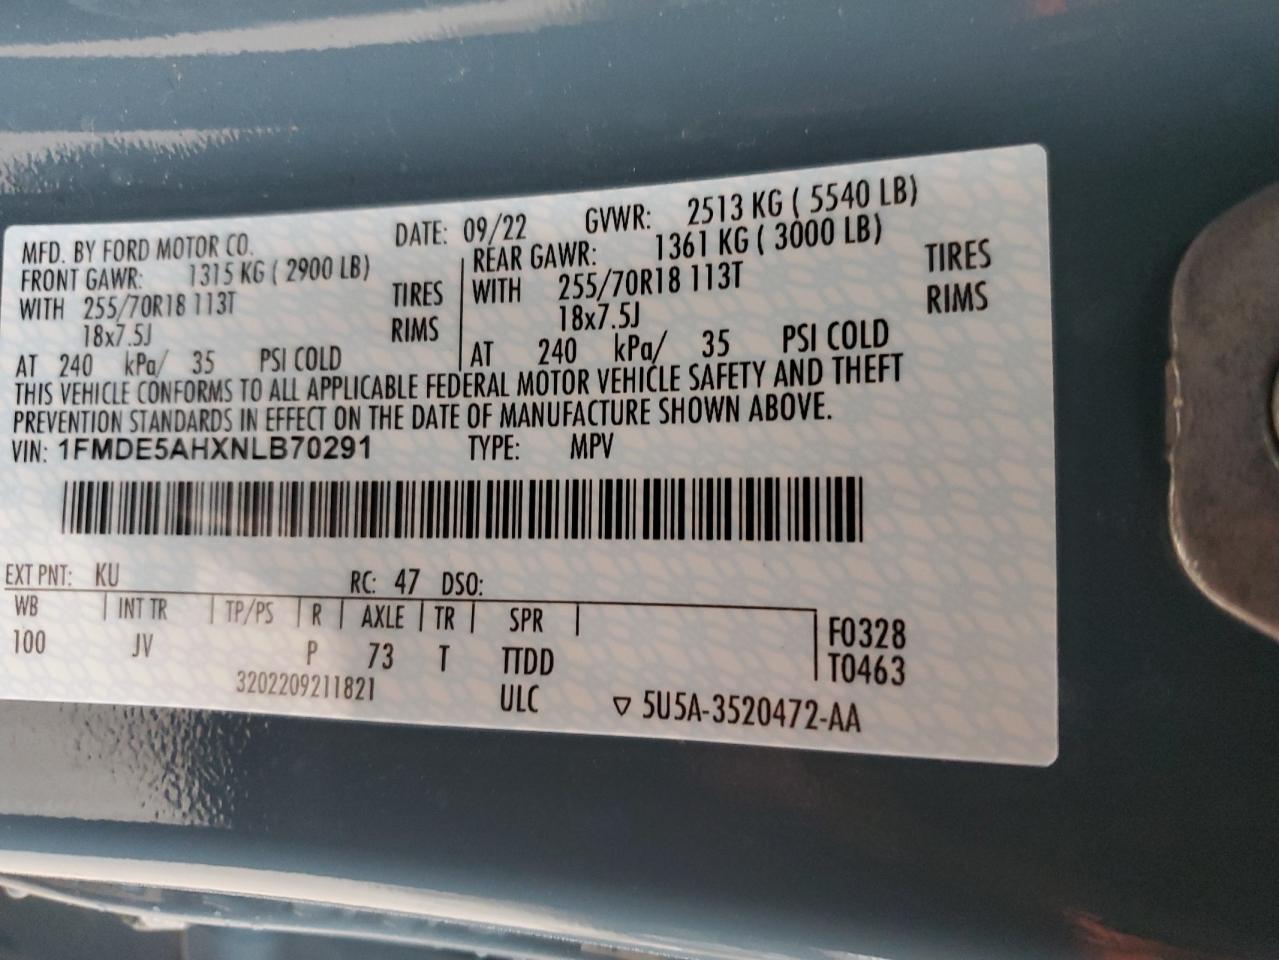 MFD. BY FORD MOTOR CO. DATE: 09/22 GVWR: 2513 KG ( 5540 LB)
FRONT GAWR: 1315 KG ( 2900 LB) REAR GAWR: 1361 KG ( 3000 LB)
WITH 255/70R18 113T TIRES WITH 255/70R18 113T TIRES
18x7.5J RIMS 18x7.5J RIMS
AT 240 kPa/ 35 PSI COLD AT 240 kPa/ 35 PSI COLD
THIS VEHICLE CONFORMS TO ALL APPLICABLE FEDERAL MOTOR VEHICLE SAFETY AND THEFT
PREVENTION STANDARDS IN EFFECT ON THE DATE OF MANUFACTURE SHOWN ABOVE.
VIN: 1FMDE5AHXNLB70291 TYPE: MPV
EXT PNT: KU RC: 47 DSO:
WB INT TR TP/PS R AXLE TR SPR F0328
100 JV P 73 T TTDD T0463
3202209211821 ULC ▽ 5U5A-3520472-AA